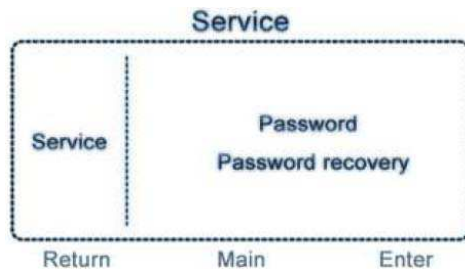 Service
Service
Password
Password recovery
Return Main Enter